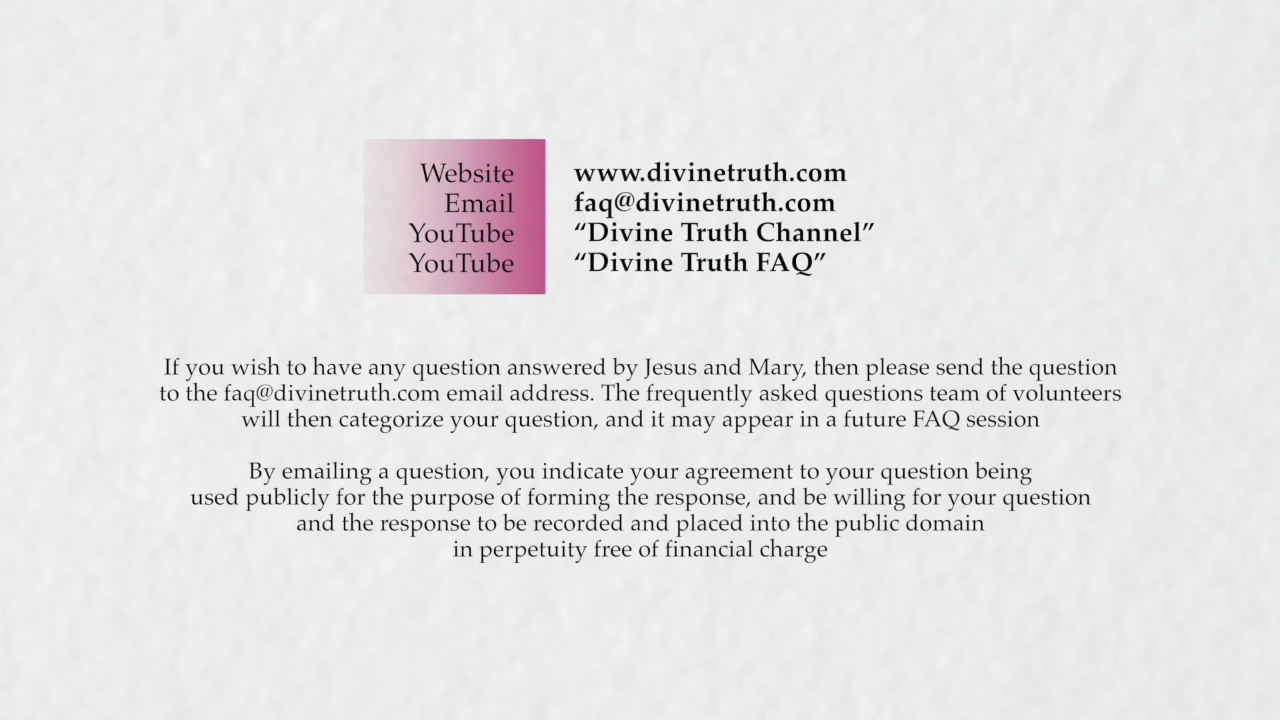 Website www.divinetruth.com
Email faq@divinetruth.com
YouTube “Divine Truth Channel”
YouTube “Divine Truth FAQ”
If you wish to have any question answered by Jesus and Mary, then please send the question
to the faq@divinetruth.com email address. The frequently asked questions team of volunteers
will then categorize your question, and it may appear in a future FAQ session
By emailing a question, you indicate your agreement to your question being
used publicly for the purpose of forming the response, and be willing for your question
and the response to be recorded and placed into the public domain
in perpetuity free of financial charge